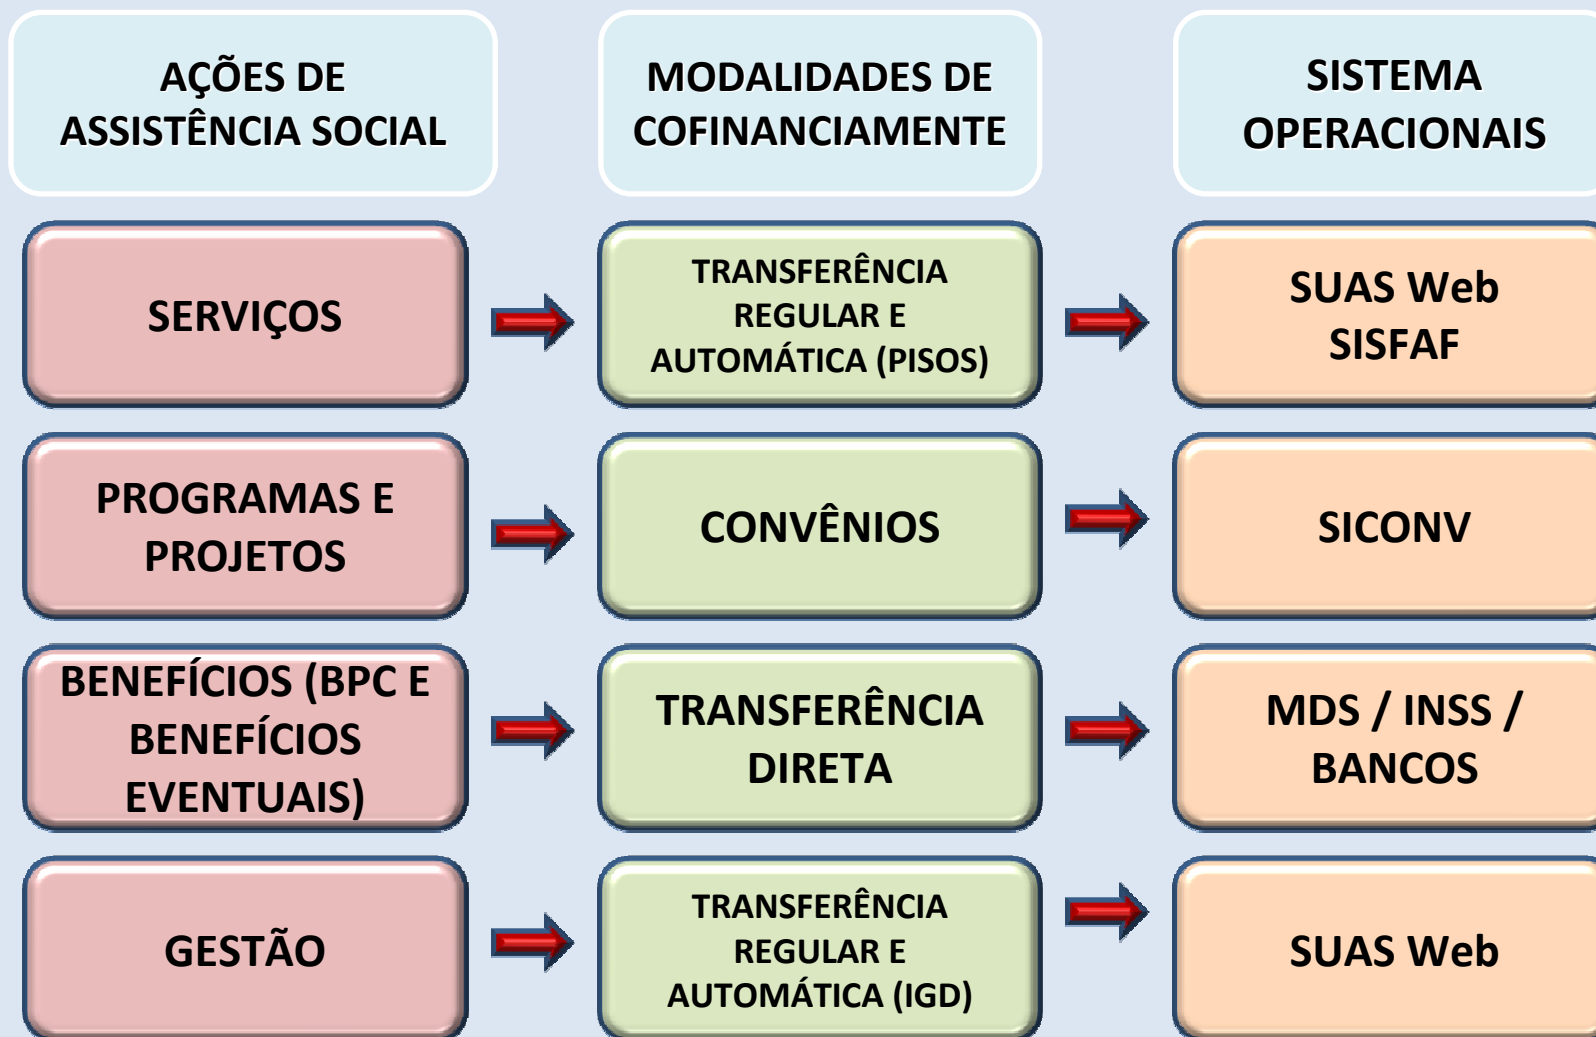 AÇÕES DE
ASSISTÊNCIA SOCIAL
MODALIDADES DE
COFINANCIAMENTE
SISTEMA
OPERACIONAIS
SERVIÇOS
TRANSFERÊNCIA
REGULAR E
AUTOMÁTICA (PISOS)
SUAS Web
SISFAF
PROGRAMAS E
PROJETOS
CONVÊNIOS
SICONV
BENEFÍCIOS (BPC E
BENEFÍCIOS
EVENTUAIS)
TRANSFERÊNCIA
DIRETA
MDS / INSS /
BANCOS
GESTÃO
TRANSFERÊNCIA
REGULAR E
AUTOMÁTICA (IGD)
SUAS Web